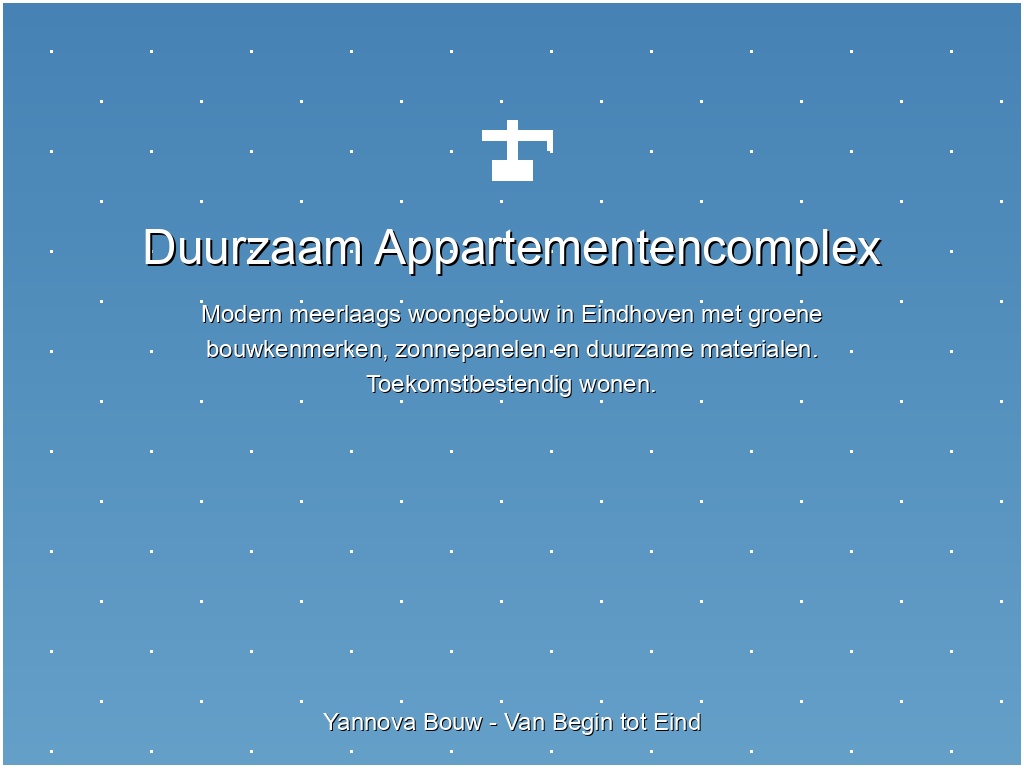 Duurzaam Appartementencomplex
Modern meerlaags woongebouw in Eindhoven met groene
bouwkenmerken, zonnepanelen en duurzame materialen.
Toekomstbestendig wonen.
Yannova Bouw - Van Begin tot Eind